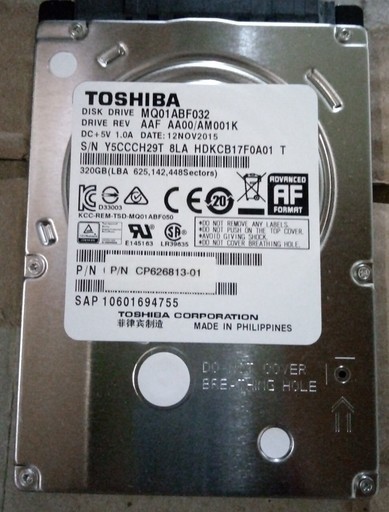 TOSHIBA
DISK DRIVE MQ01ABF032
DRIVE REV AAF AA00/AM001K
DC+5V 1.0A DATE: 12NOV2015
S/N Y5CCCH29T 8LA HDKCB17F0A01 T
320GB(LBA 625,142,448Sectors)
ADVANCED
AF
FORMAT
D33003
20
KCC-REM-TSD-MQ01ABF050
E145163
LR39635
*DO NOT REMOVE ANY LABELS.
*DO NOT PUSH ON THE TOP COVER.
*AVOID GIVING SHOCK.
*DO NOT COVER BREATHING HOLE.
P/N P/N CP626813-01
SAP 10601694755
TOSHIBA CORPORATION
菲律宾制造 MADE IN PHILIPPINES
DO NOT COVER
BREATHING HOLE